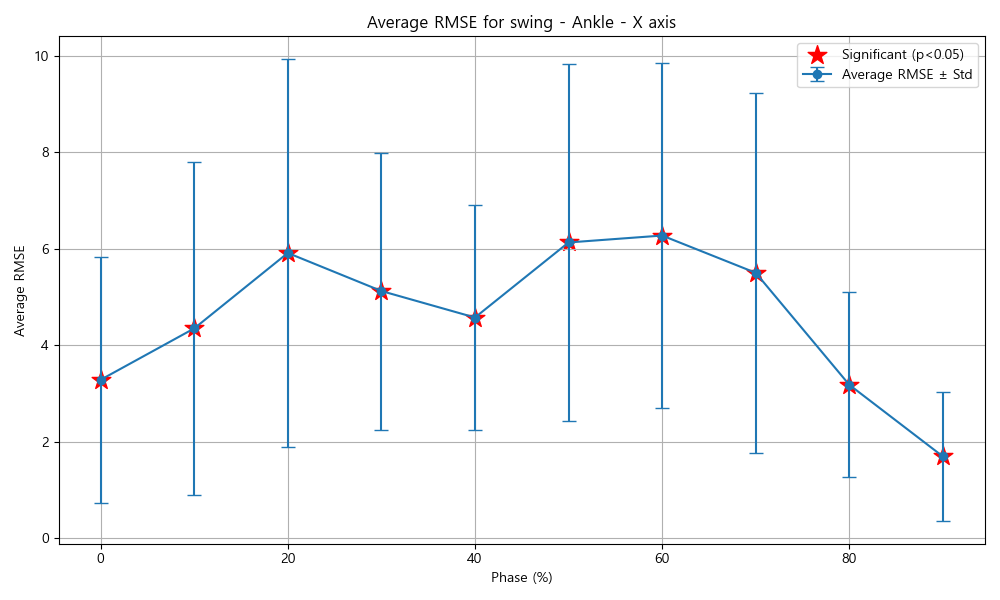 Average RMSE for swing - Ankle - X axis
Significant (p<0.05)
Average RMSE ± Std
Average RMSE
10
8
6
4
2
0
0 20 40 60 80
Phase (%)